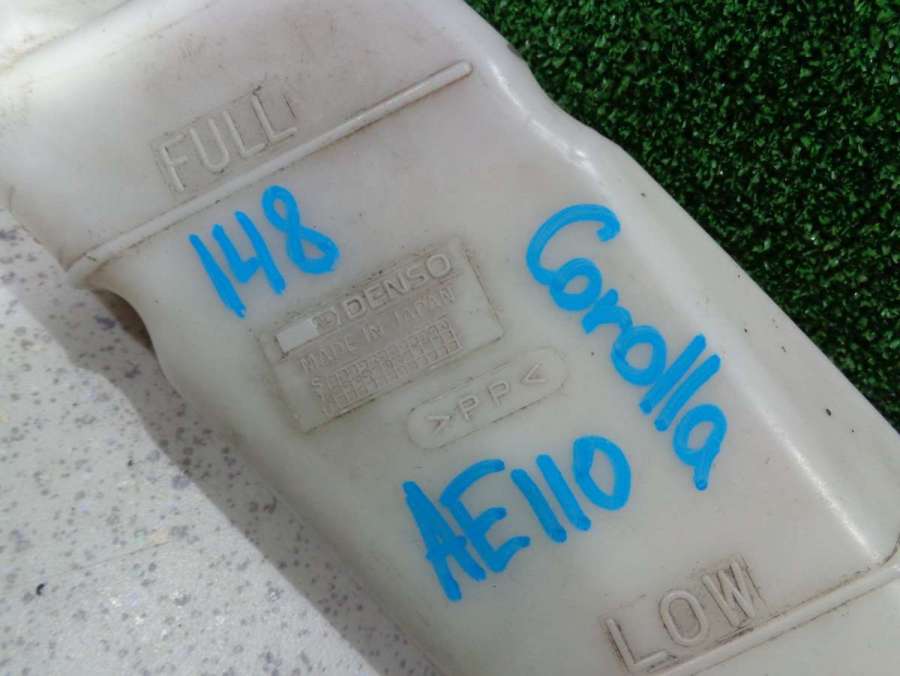 FULL
148
DENSO
MADE IN JAPAN
>PP<
Corolla
AE110
LOW